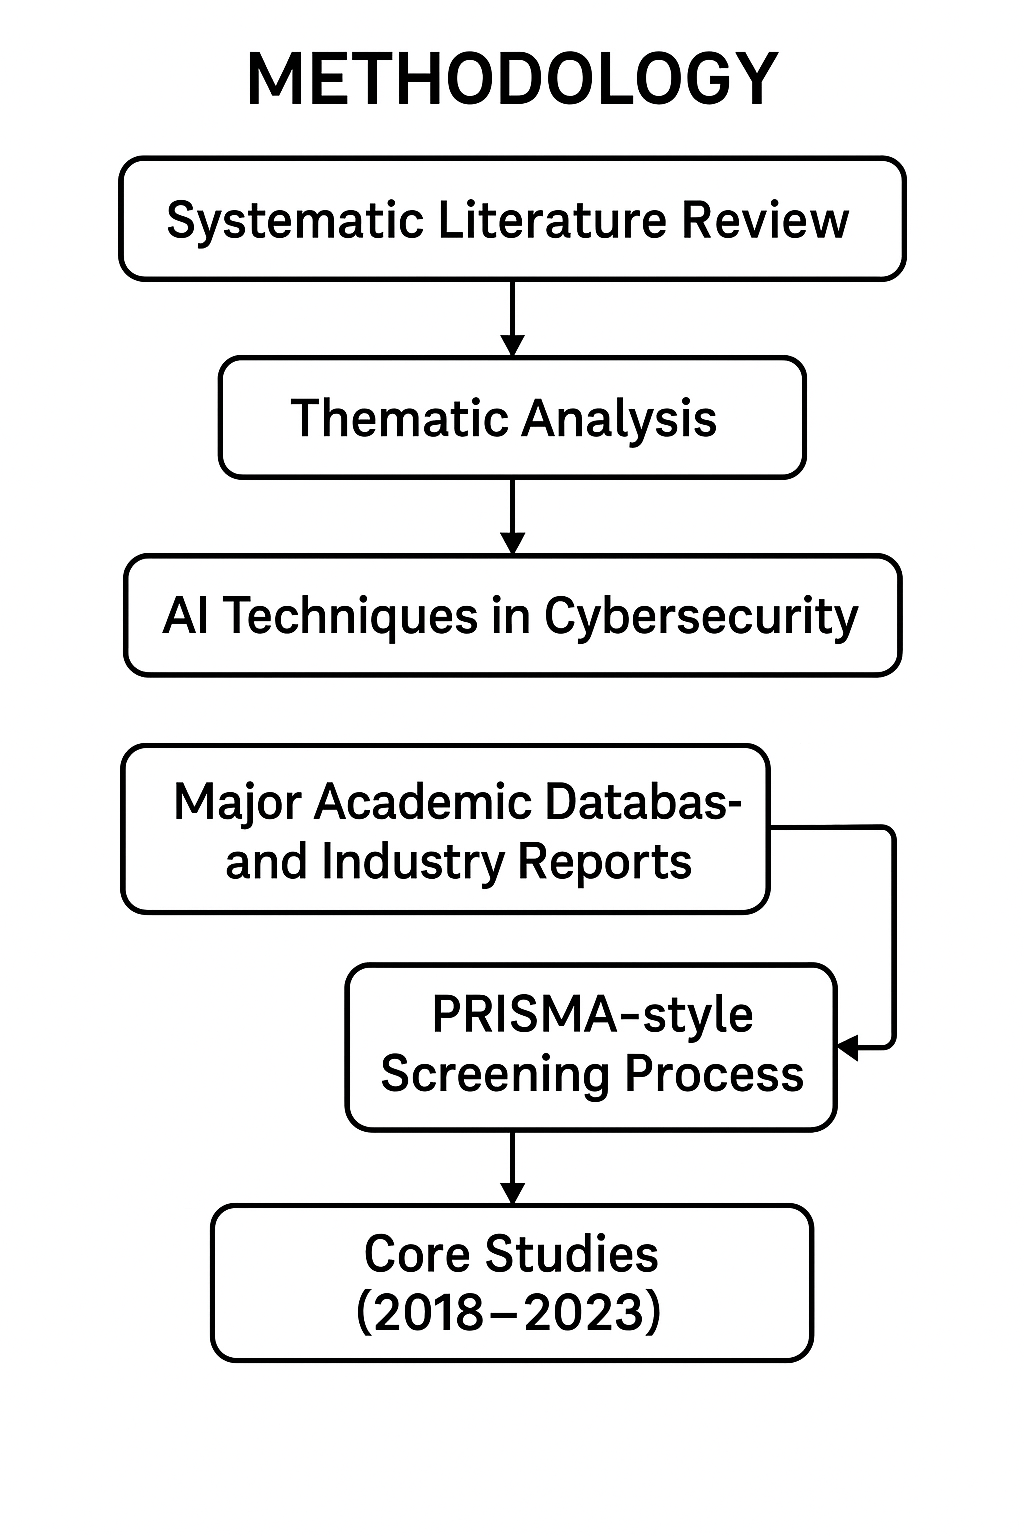 METHODOLOGY
Systematic Literature Review
Thematic Analysis
AI Techniques in Cybersecurity
Major Academic Databas-
and Industry Reports
PRISMA-style
Screening Process
Core Studies
(2018–2023)